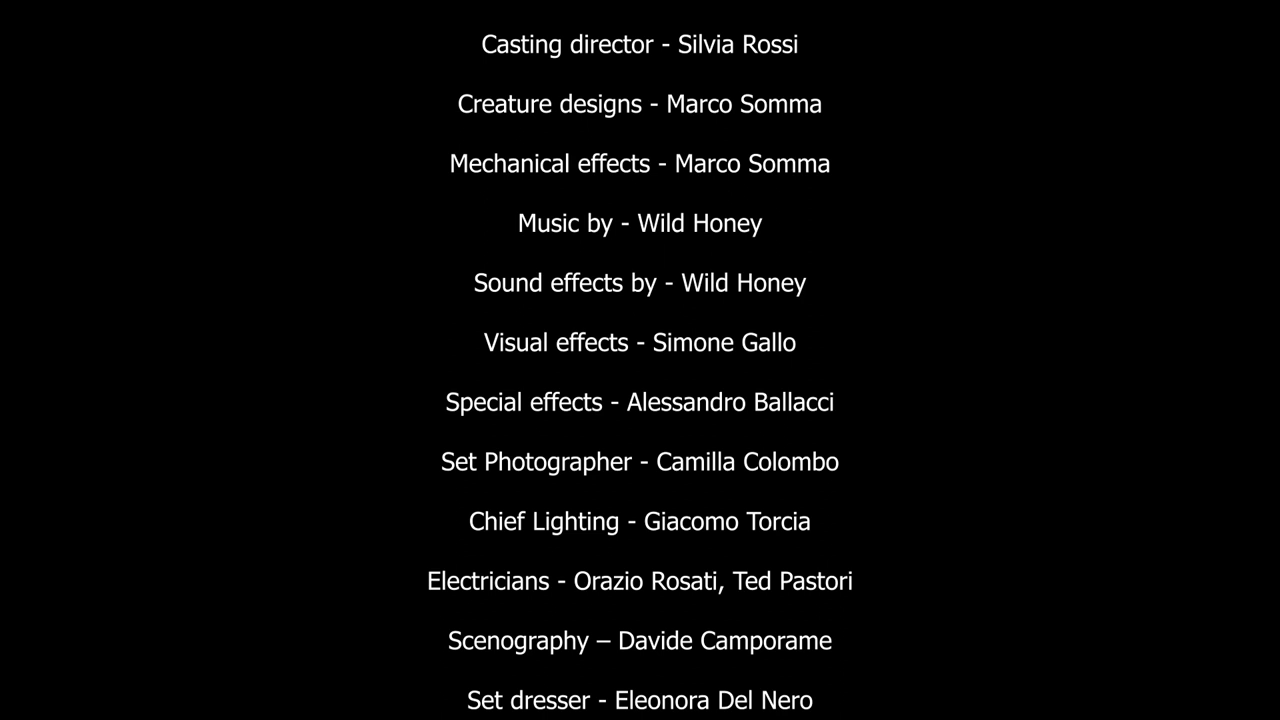 Casting director - Silvia Rossi
Creature designs - Marco Somma
Mechanical effects - Marco Somma
Music by - Wild Honey
Sound effects by - Wild Honey
Visual effects - Simone Gallo
Special effects - Alessandro Ballacci
Set Photographer - Camilla Colombo
Chief Lighting - Giacomo Torcia
Electricians - Orazio Rosati, Ted Pastori
Scenography – Davide Camporame
Set dresser - Eleonora Del Nero